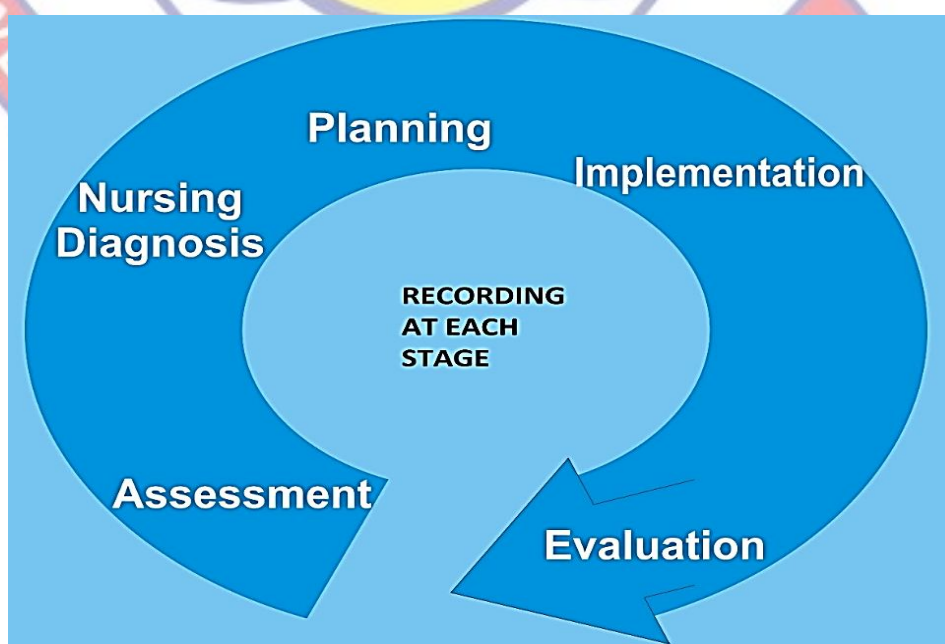 Planning
Implementation
Nursing
Diagnosis
RECORDING
AT EACH
STAGE
Assessment
Evaluation